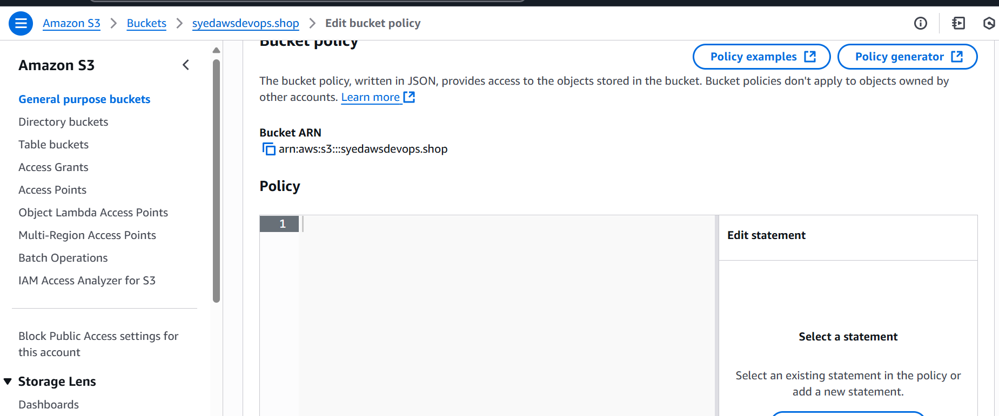 Amazon S3 > Buckets > syedawsdevops.shop > Edit bucket policy
Amazon S3
General purpose buckets
Directory buckets
Table buckets
Access Grants
Access Points
Object Lambda Access Points
Multi-Region Access Points
Batch Operations
IAM Access Analyzer for S3
Block Public Access settings for
this account
Storage Lens
Dashboards
Bucket policy
Policy examples
Policy generator
The bucket policy, written in JSON, provides access to the objects stored in the bucket. Bucket policies don't apply to objects owned by
other accounts. Learn more
Bucket ARN
arn:aws:s3:::syedawsdevops.shop
Policy
1
Edit statement
Select a statement
Select an existing statement in the policy or
add a new statement.